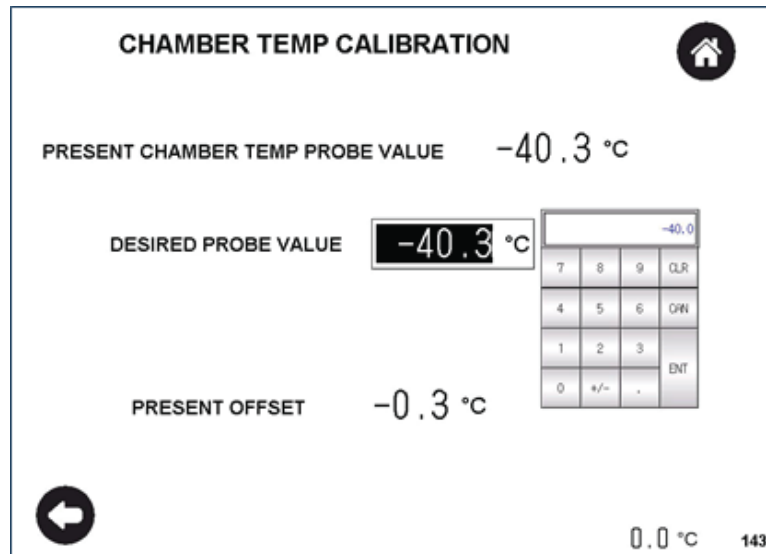 CHAMBER TEMP CALIBRATION
PRESENT CHAMBER TEMP PROBE VALUE -40.3 °C
DESIRED PROBE VALUE -40.3 °C
-40.0
7 8 9 CLR
4 5 6 CAN
1 2 3
ENT
0 +/- .
PRESENT OFFSET -0.3 °C
0.0 °C 143